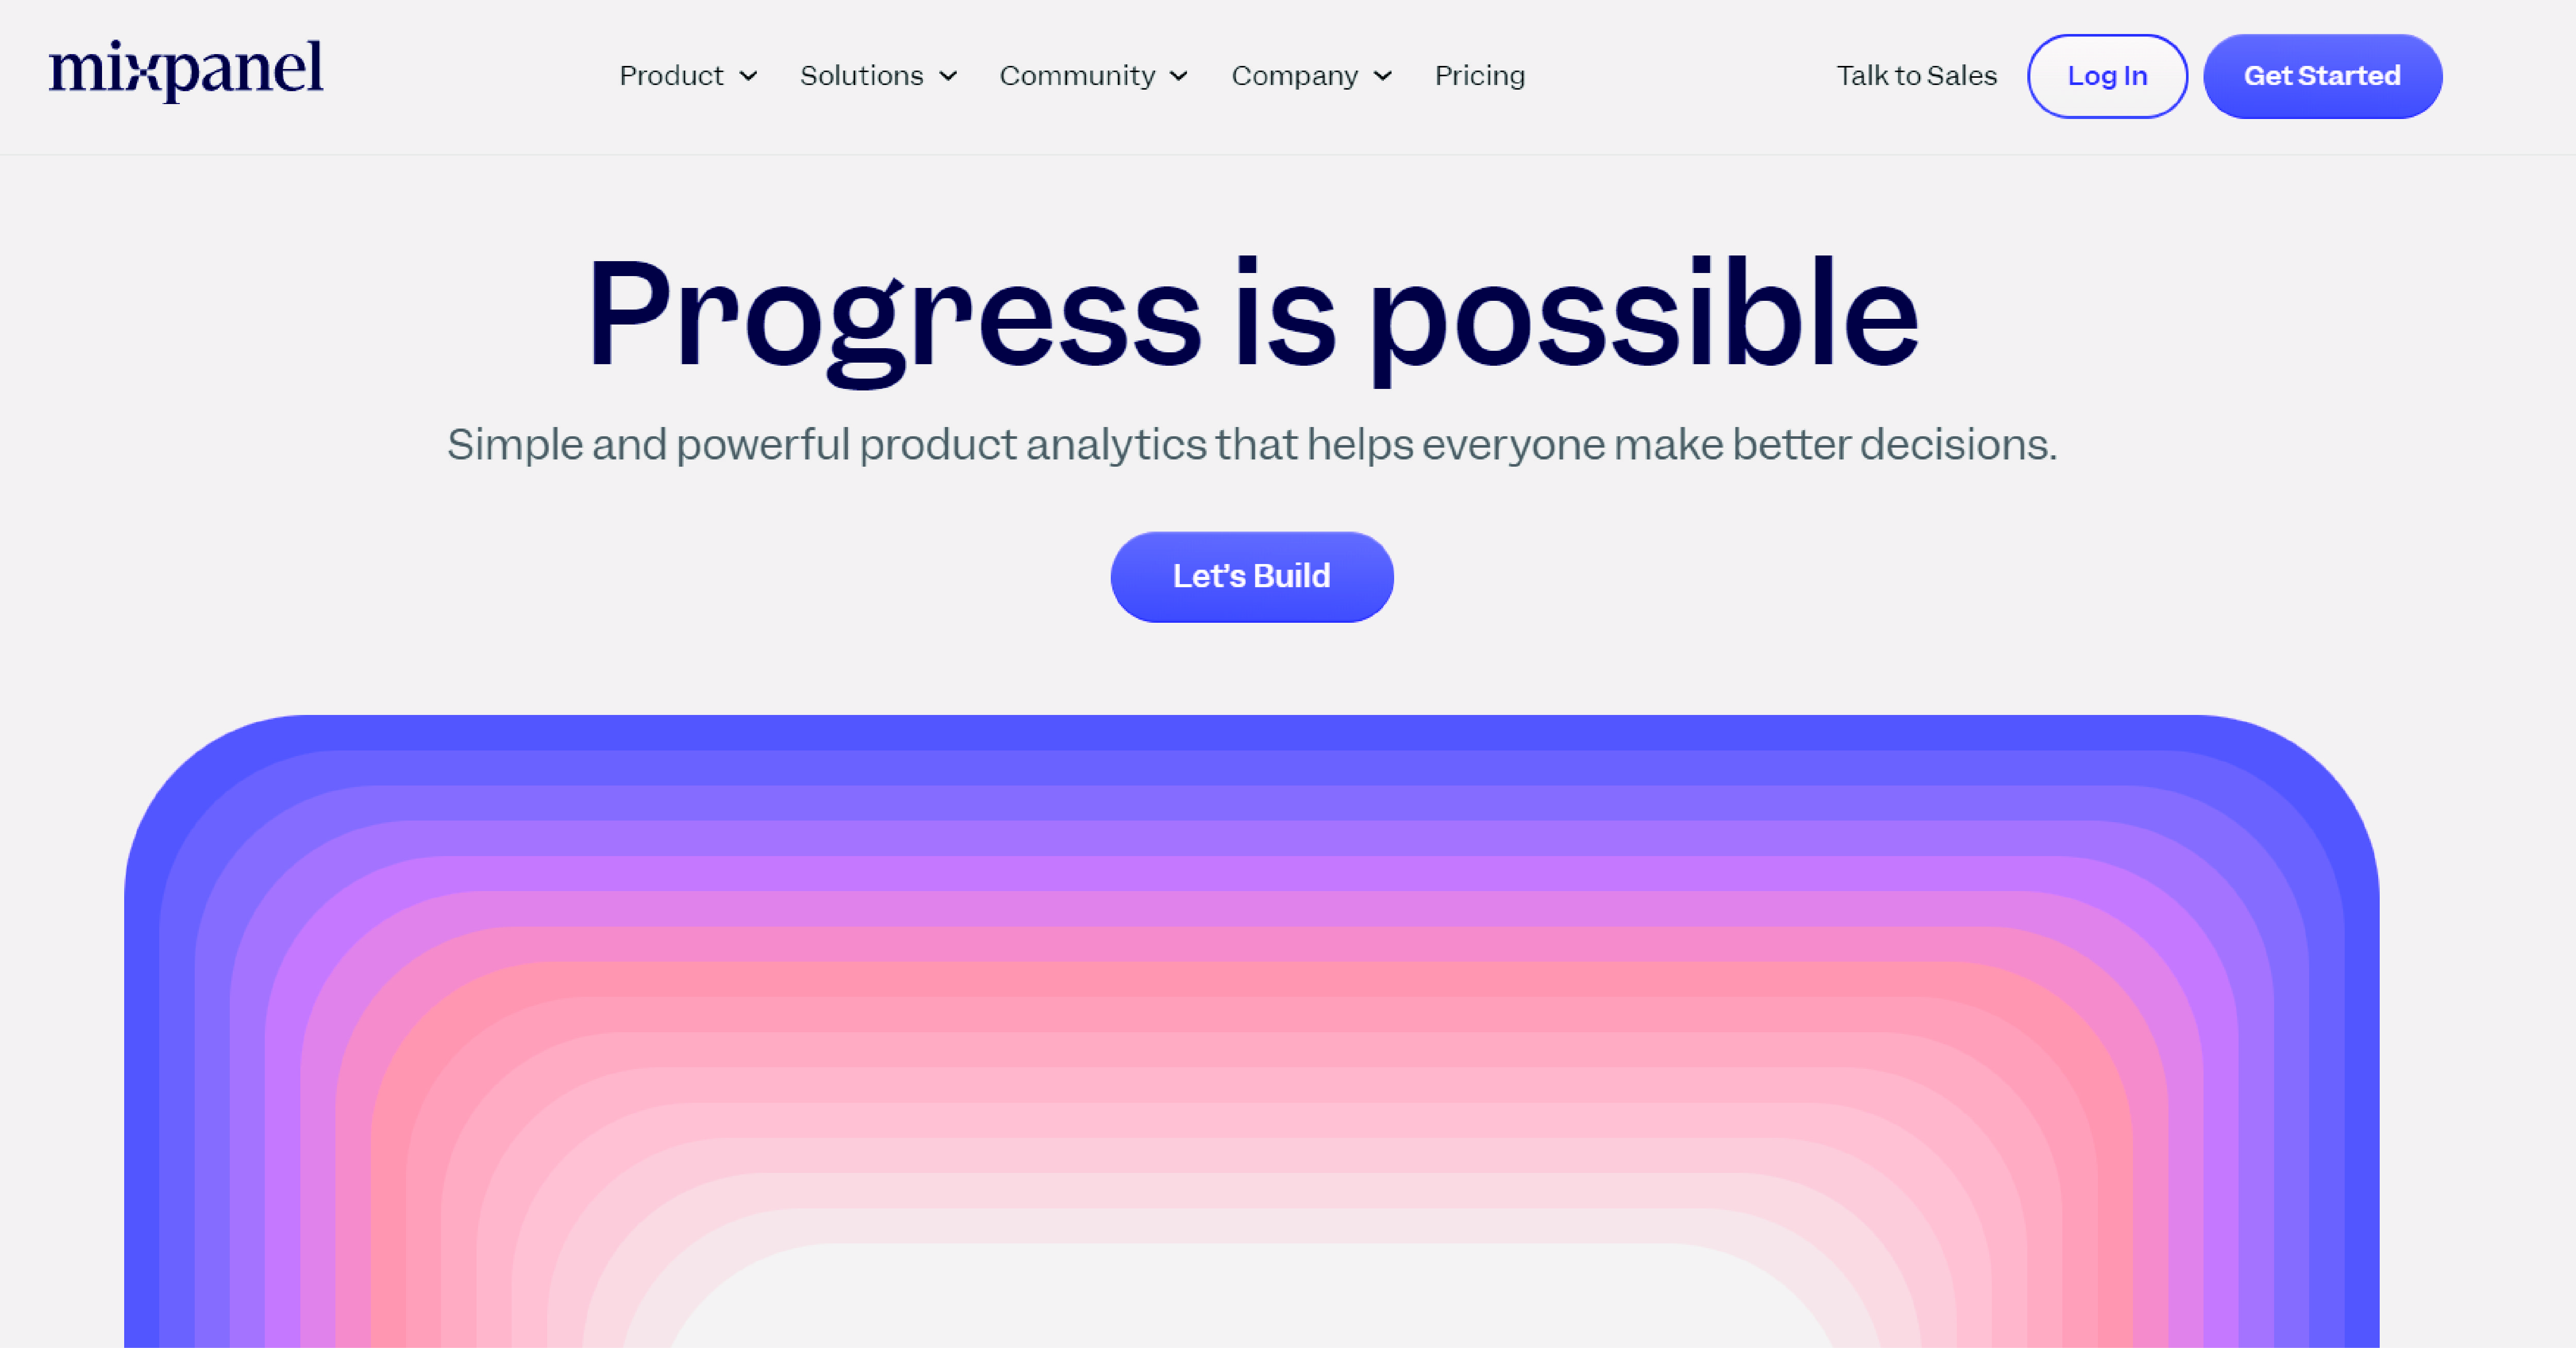 mixpanel
Product
Solutions
Community
Company
Pricing
Talk to Sales
Log In
Get Started
Progress is possible
Simple and powerful product analytics that helps everyone make better decisions.
Let’s Build